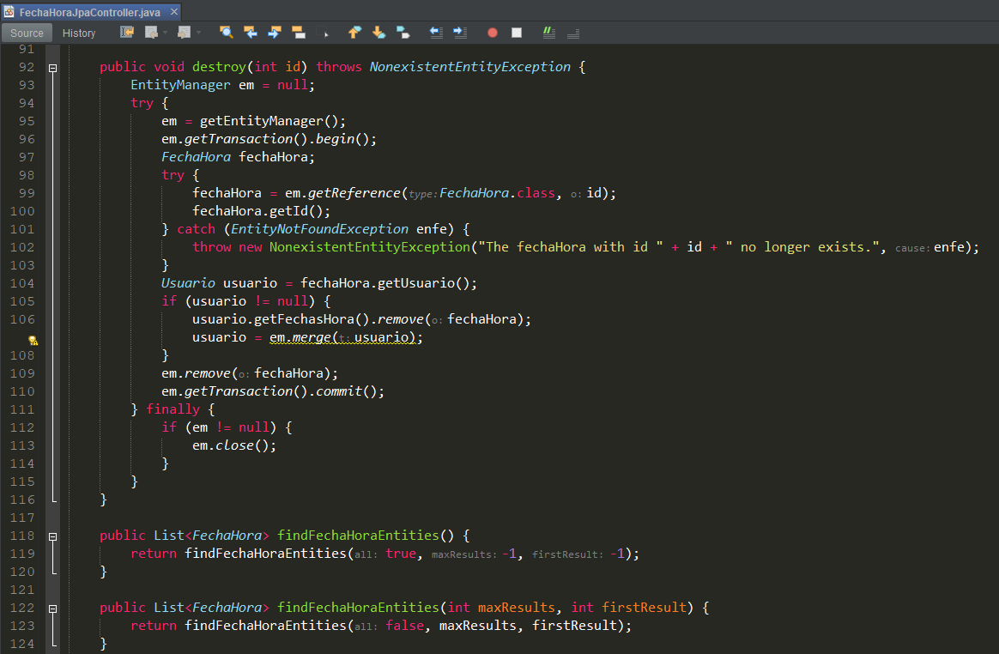 FechaHoraJpaController.java ×
Source History
91
92 public void destroy(int id) throws NonexistentEntityException {
93 EntityManager em = null;
94 try {
95 em = getEntityManager();
96 em.getTransaction().begin();
97 FechaHora fechaHora;
98 try {
99 fechaHora = em.getReference(type:FechaHora.class, o: id);
100 fechaHora.getId();
101 } catch (EntityNotFoundException enfe) {
102 throw new NonexistentEntityException("The fechaHora with id " + id + " no longer exists.", cause: enfe);
103 }
104 Usuario usuario = fechaHora.getUsuario();
105 if (usuario != null) {
106 usuario.getFechasHora().remove(o: fechaHora);
usuario = em.merge(t: usuario);
108 }
109 em.remove(o: fechaHora);
110 em.getTransaction().commit();
111 } finally {
112 if (em != null) {
113 em.close();
114 }
115 }
116 }
117
118 public List<FechaHora> findFechaHoraEntities() {
119 return findFechaHoraEntities(all: true, maxResults: -1, firstResult: -1);
120 }
121
122 public List<FechaHora> findFechaHoraEntities(int maxResults, int firstResult) {
123 return findFechaHoraEntities(all: false, maxResults, firstResult);
124 }